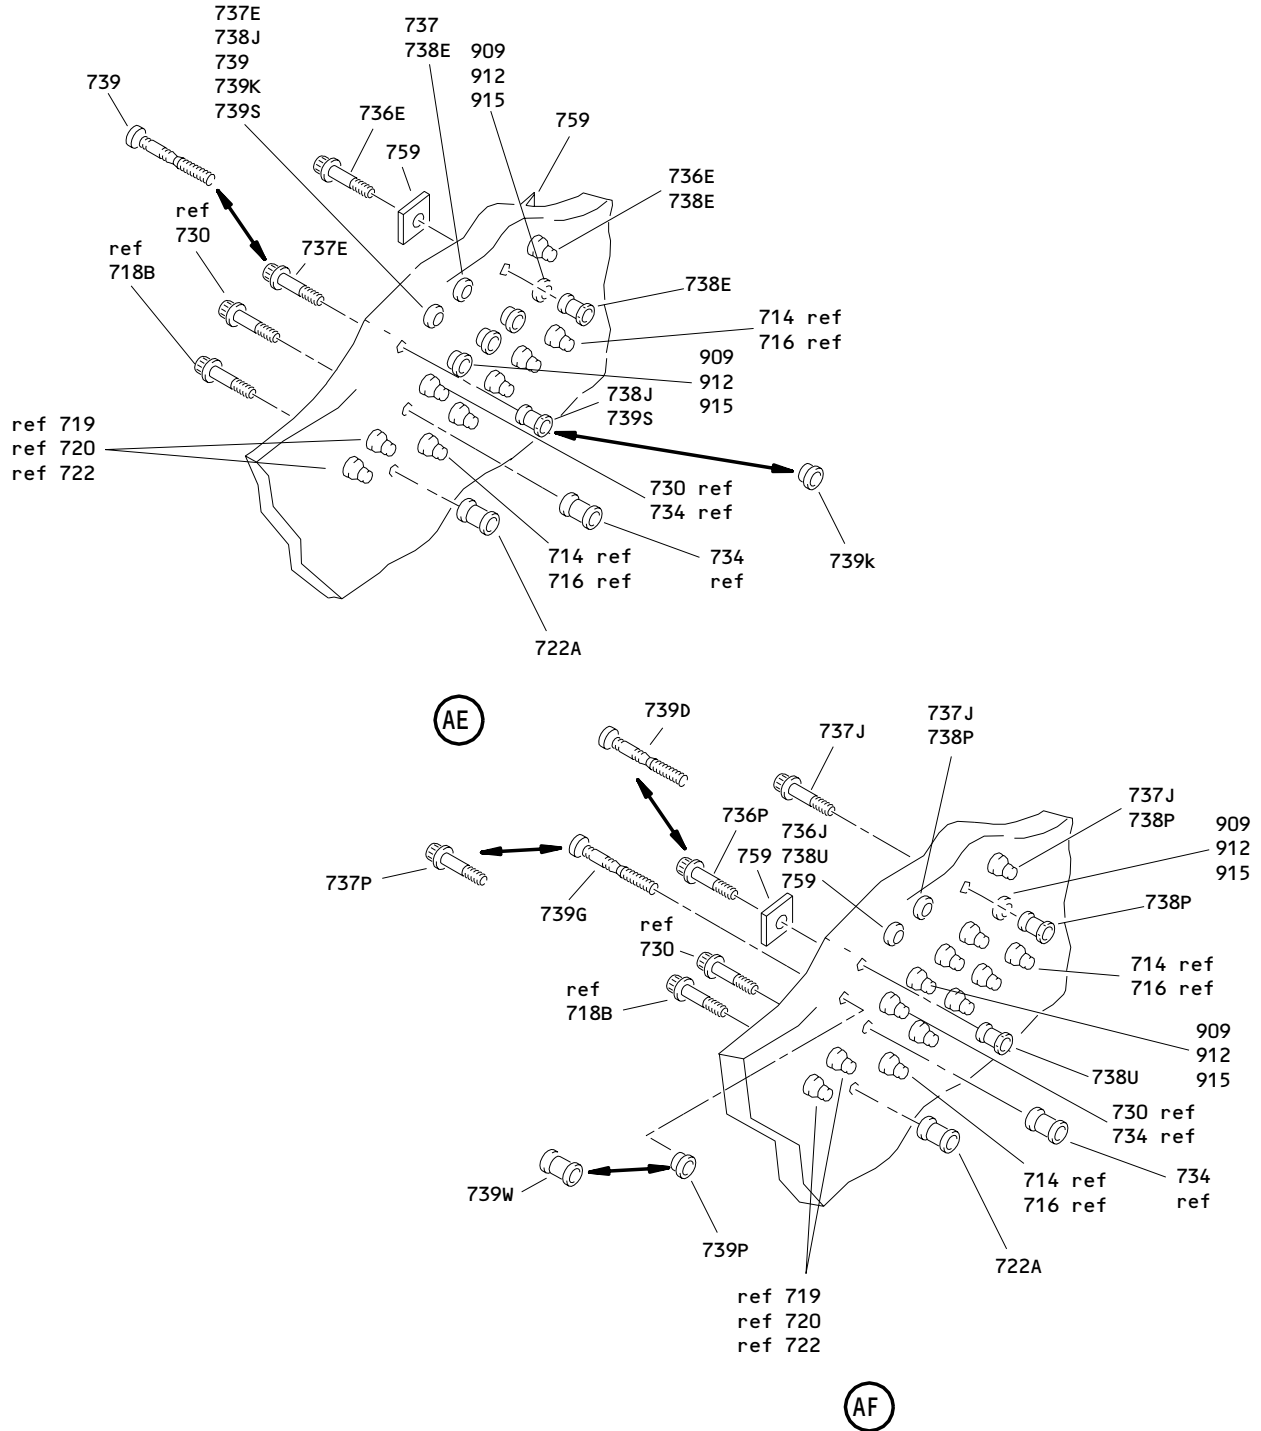 737E
738J
739
739K
739S
737
738E
909
912
915
739
736E
759
759
736E
738E
ref
730
ref
718B
737E
738E
714 ref
716 ref
909
912
915
738J
739S
ref 719
ref 720
ref 722
730 ref
734 ref
739k
714 ref
716 ref
734
ref
722A
AE
739D
737J
737J
738P
737J
738P
909
912
915
736P
736J
738U
759
759
737P
739G
738P
ref
730
714 ref
716 ref
ref
718B
909
912
915
738U
730 ref
734 ref
714 ref
716 ref
734
ref
739W
739P
722A
ref 719
ref 720
ref 722
AF